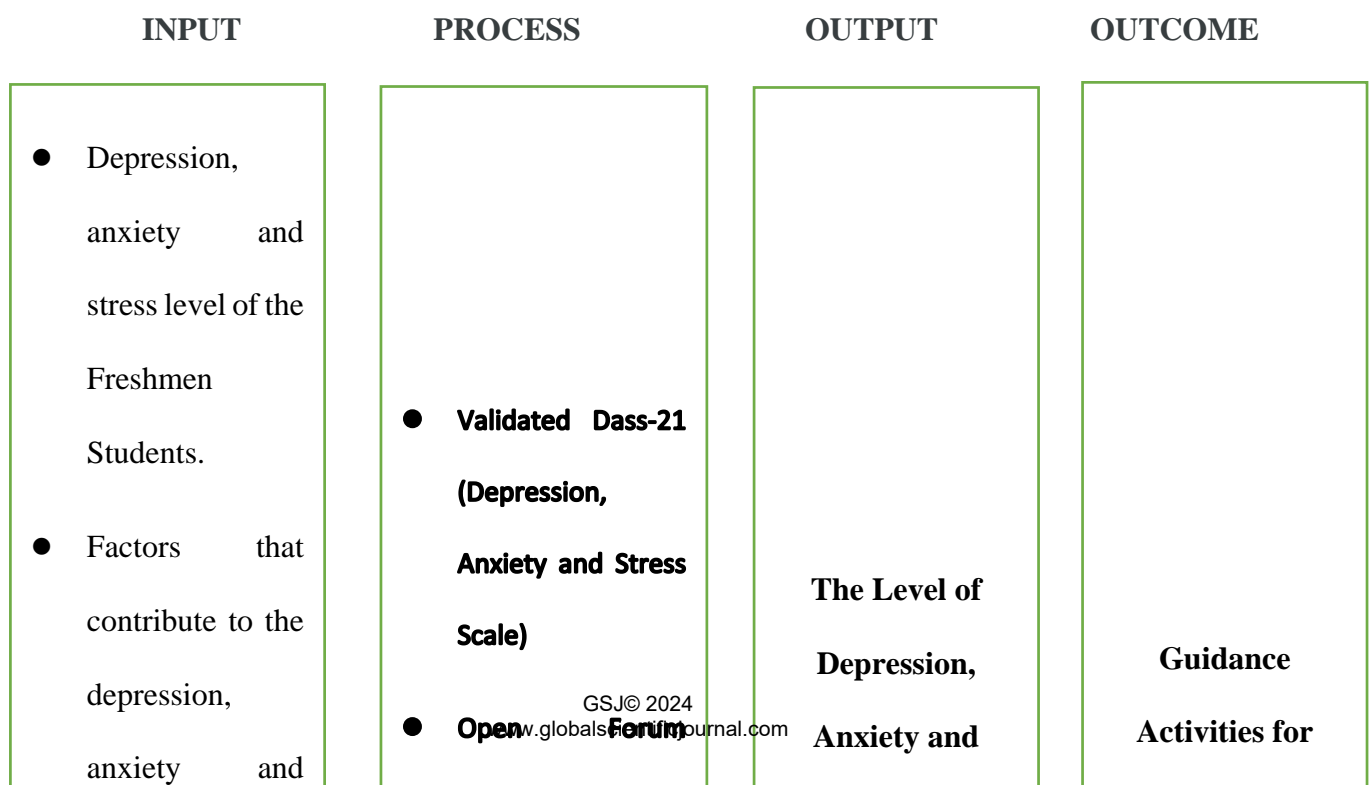 INPUT PROCESS OUTPUT OUTCOME
● Depression,
anxiety and
stress level of the
Freshmen
Students.
● Factors that
contribute to the
depression,
anxiety and
● Validated Dass-21
(Depression,
Anxiety and Stress
Scale)
● Open Forum
The Level of
Depression,
Anxiety and
Guidance
Activities for
GSJ© 2024
www.globalscientificjournal.com